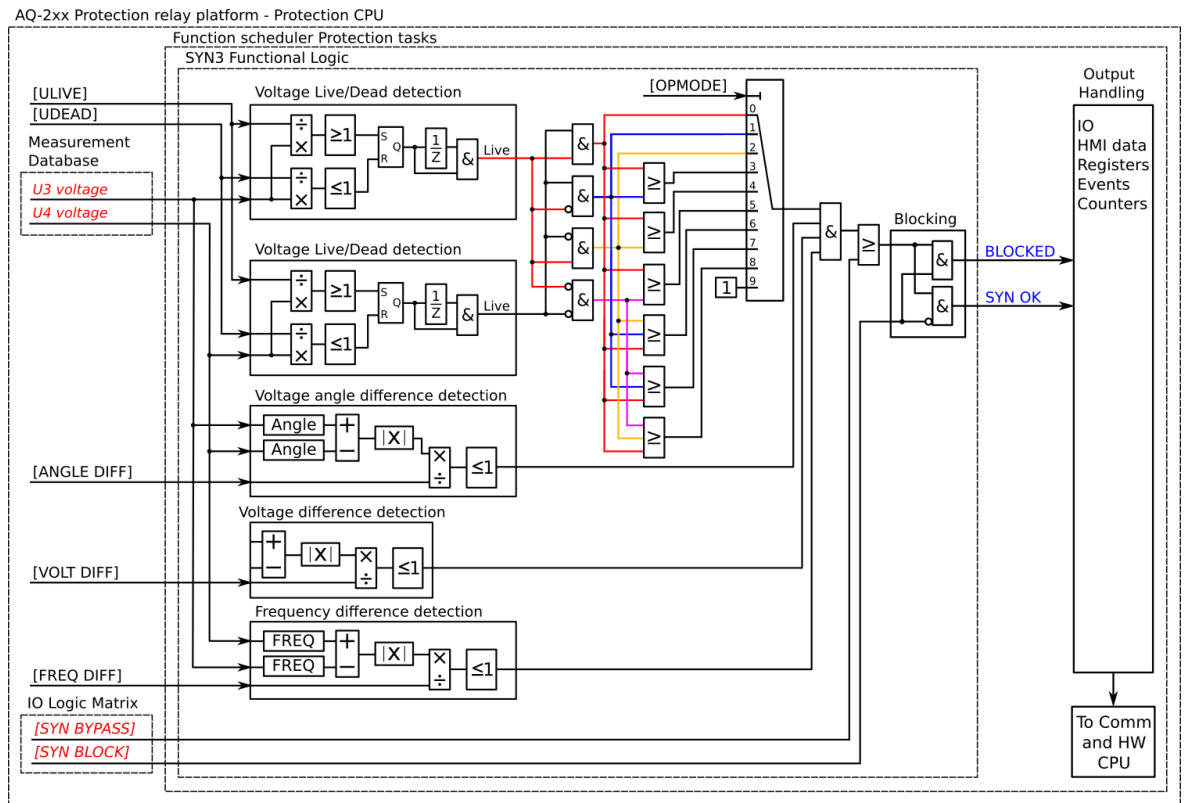 AQ-2xx Protection relay platform - Protection CPU
Function scheduler Protection tasks
SYN3 Functional Logic
[ULIVE]
[UDEAD]
Measurement
Database
U3 voltage
U4 voltage
Voltage Live/Dead detection
÷
×
≥1
÷
×
≤1
S
Q
R
1
Z
&
Live
Voltage Live/Dead detection
÷
×
≥1
÷
×
≤1
S
Q
R
1
Z
&
Live
&
&
&
&
≥
≥
≥
≥
≥
≥
[OPMODE]
0
1
2
3
4
5
6
7
8
9
1
&
≥
Blocking
&
&
BLOCKED
SYN OK
Output
Handling
IO
HMI data
Registers
Events
Counters
To Comm
and HW
CPU
Voltage angle difference detection
Angle
Angle
+
−
|X|
×
÷
≤1
[ANGLE DIFF]
Voltage difference detection
+
−
|X|
×
÷
≤1
[VOLT DIFF]
Frequency difference detection
FREQ
FREQ
+
−
|X|
×
÷
≤1
[FREQ DIFF]
IO Logic Matrix
[SYN BYPASS]
[SYN BLOCK]